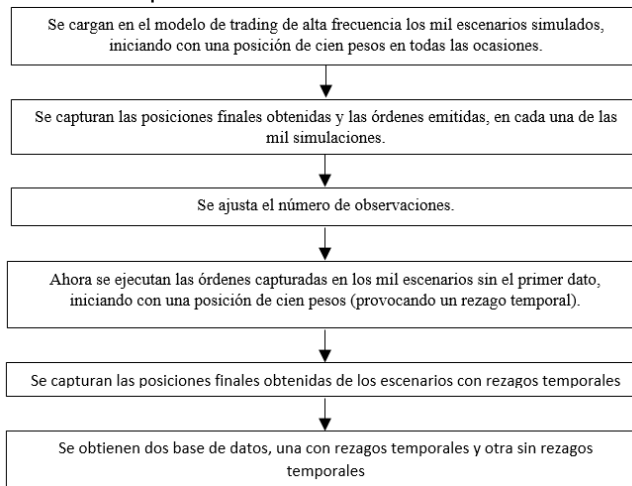 Se cargan en el modelo de trading de alta frecuencia los mil escenarios simulados,
iniciando con una posición de cien pesos en todas las ocasiones.
Se capturan las posiciones finales obtenidas y las órdenes emitidas, en cada una de las
mil simulaciones.
Se ajusta el número de observaciones.
Ahora se ejecutan las órdenes capturadas en los mil escenarios sin el primer dato,
iniciando con una posición de cien pesos (provocando un rezago temporal).
Se capturan las posiciones finales obtenidas de los escenarios con rezagos temporales
Se obtienen dos base de datos, una con rezagos temporales y otra sin rezagos
temporales